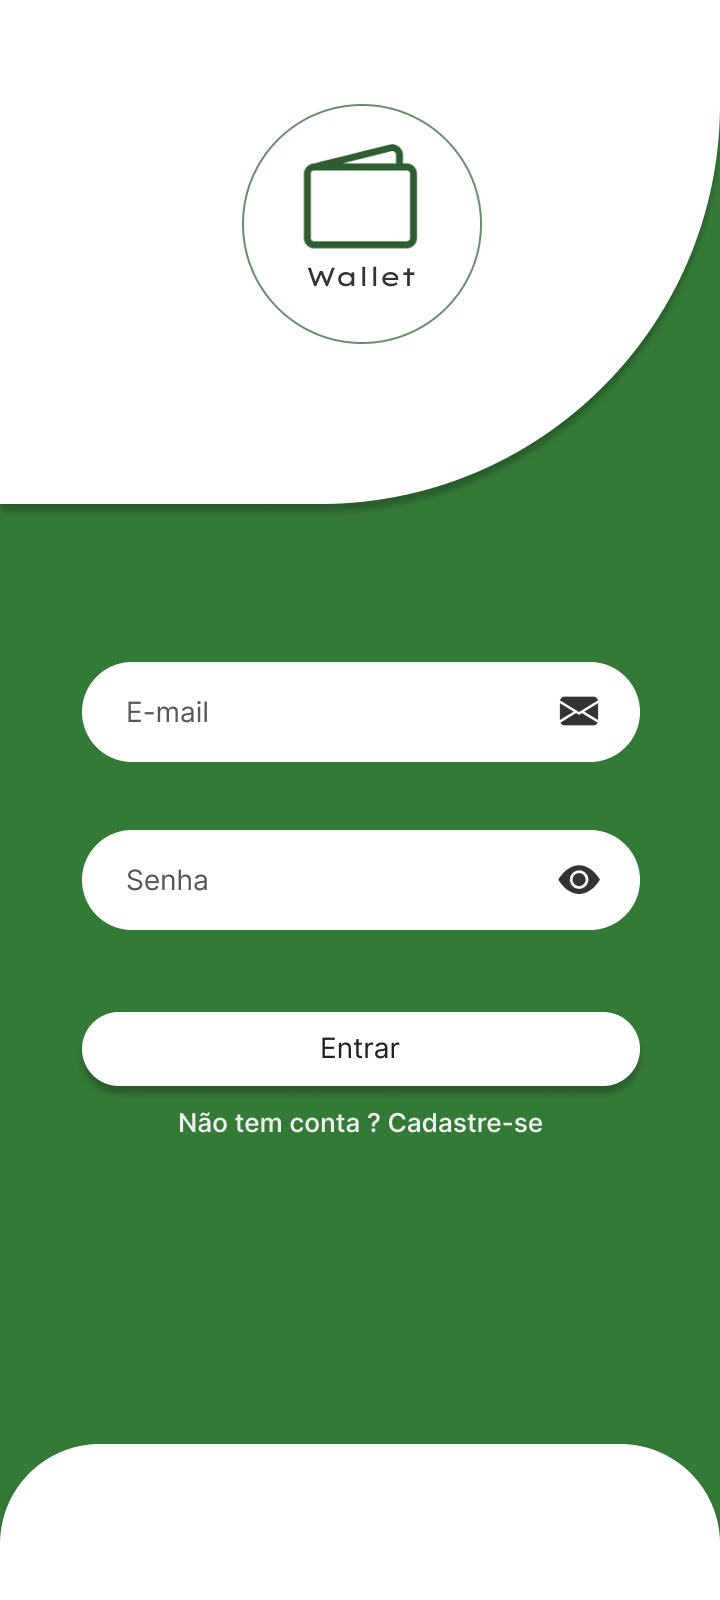 Wallet
E-mail
Senha
Entrar
Não tem conta ? Cadastre-se